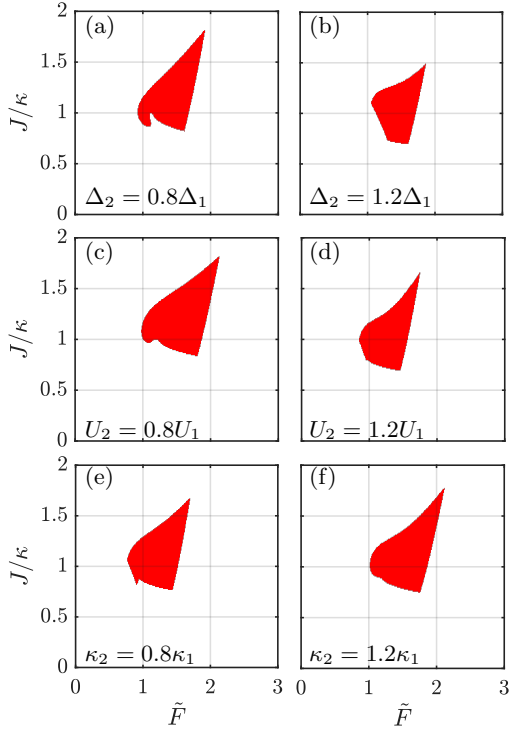 (a) (b)
2
1.5
1
0.5
0
J/κ
Δ₂ = 0.8Δ₁ Δ₂ = 1.2Δ₁
(c) (d)
2
1.5
1
0.5
0
J/κ
U₂ = 0.8U₁ U₂ = 1.2U₁
(e) (f)
2
1.5
1
0.5
0
J/κ
κ₂ = 0.8κ₁ κ₂ = 1.2κ₁
0 1 2 3 0 1 2 3
F̃ F̃